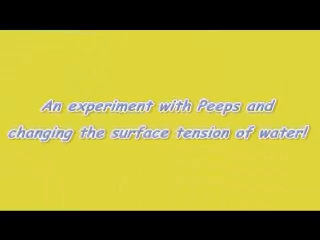 An experiment with Peeps and
changing the surface tension of water!